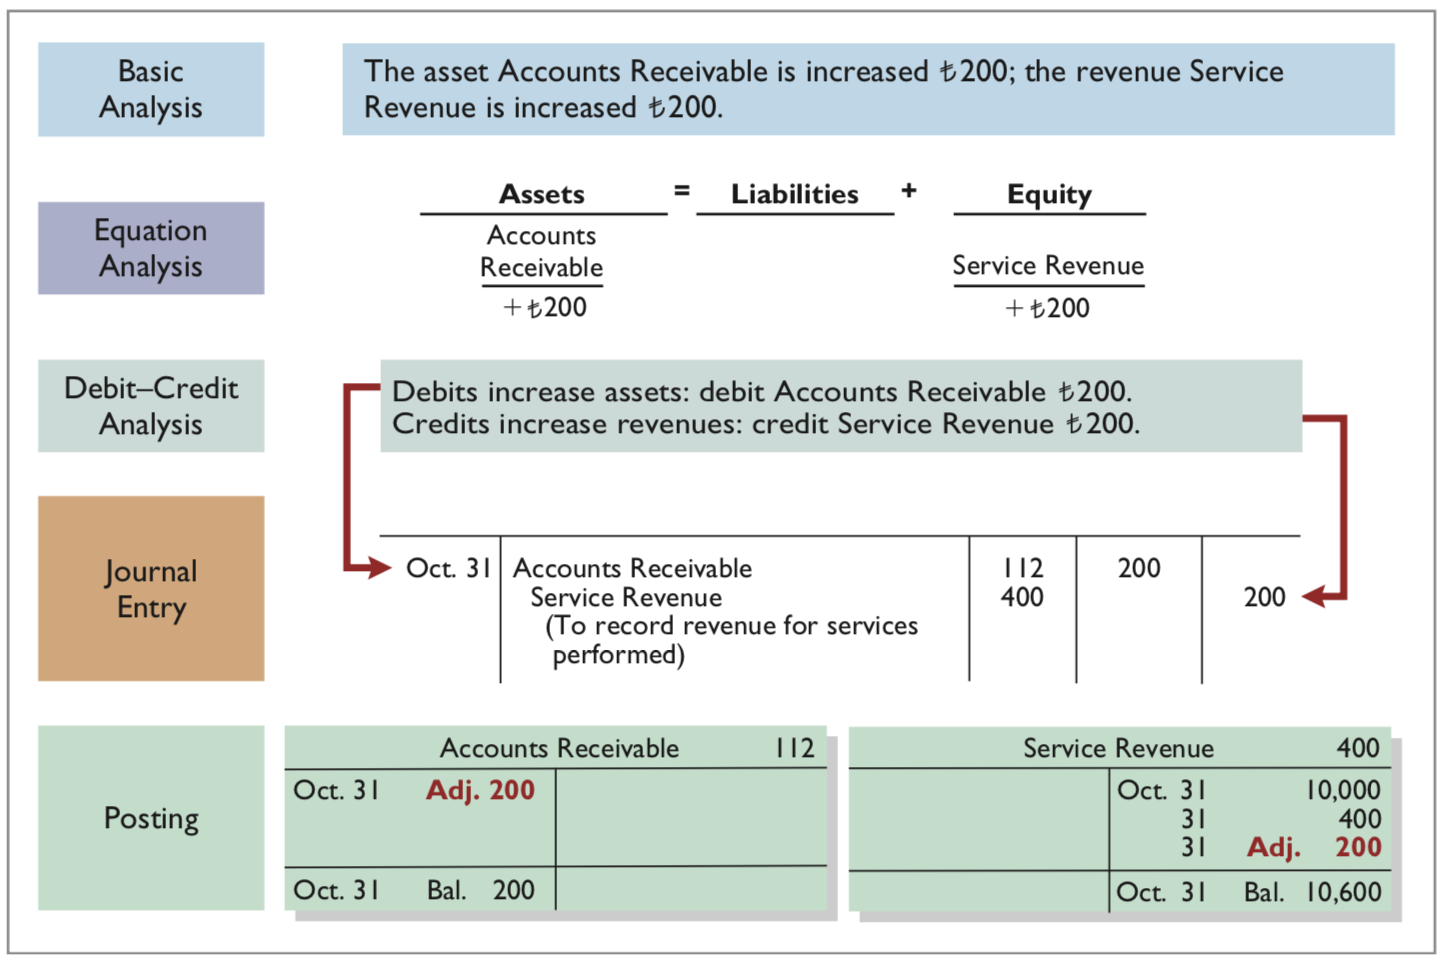 Basic
Analysis
The asset Accounts Receivable is increased ₺200; the revenue Service
Revenue is increased ₺200.
Assets = Liabilities + Equity
Equation
Analysis
Accounts
Receivable
Service Revenue
+₺200
+₺200
Debit–Credit
Analysis
Debits increase assets: debit Accounts Receivable ₺200.
Credits increase revenues: credit Service Revenue ₺200.
Journal
Entry
Oct. 31 Accounts Receivable 112 200
Service Revenue 400 200
(To record revenue for services
performed)
Posting
Accounts Receivable 112
Oct. 31 Adj. 200
Oct. 31 Bal. 200
Service Revenue 400
Oct. 31 10,000
31 400
31 Adj. 200
Oct. 31 Bal. 10,600